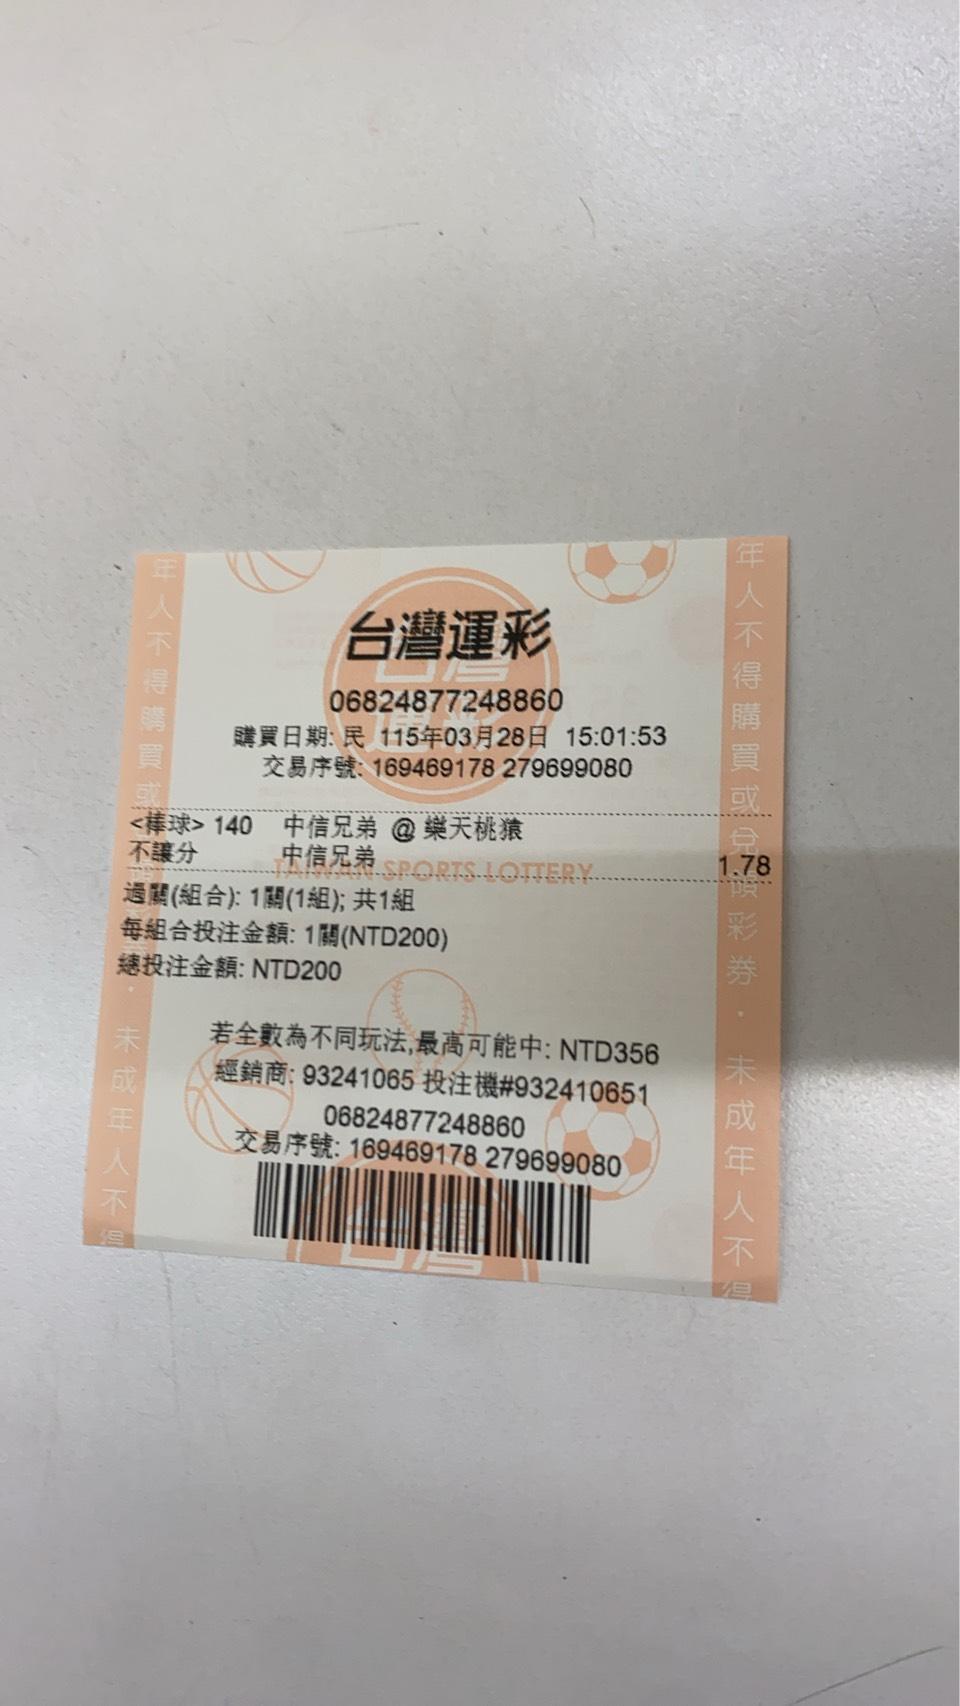 台灣運彩
06824877248860
購買日期: 民 115年03月28日 15:01:53
交易序號: 169469178 279699080
<棒球> 140 中信兄弟 @ 樂天桃猿
不讓分 中信兄弟 1.78
TAIWAN SPORTS LOTTERY
過關(組合): 1關(1組); 共1組
每組合投注金額: 1關(NTD200)
總投注金額: NTD200
若全數為不同玩法,最高可能中: NTD356
經銷商: 93241065 投注機#932410651
06824877248860
交易序號: 169469178 279699080
台灣
年人不得購買或
券．未成年人不得
年人不得購買或兌領彩券．未成年人不得